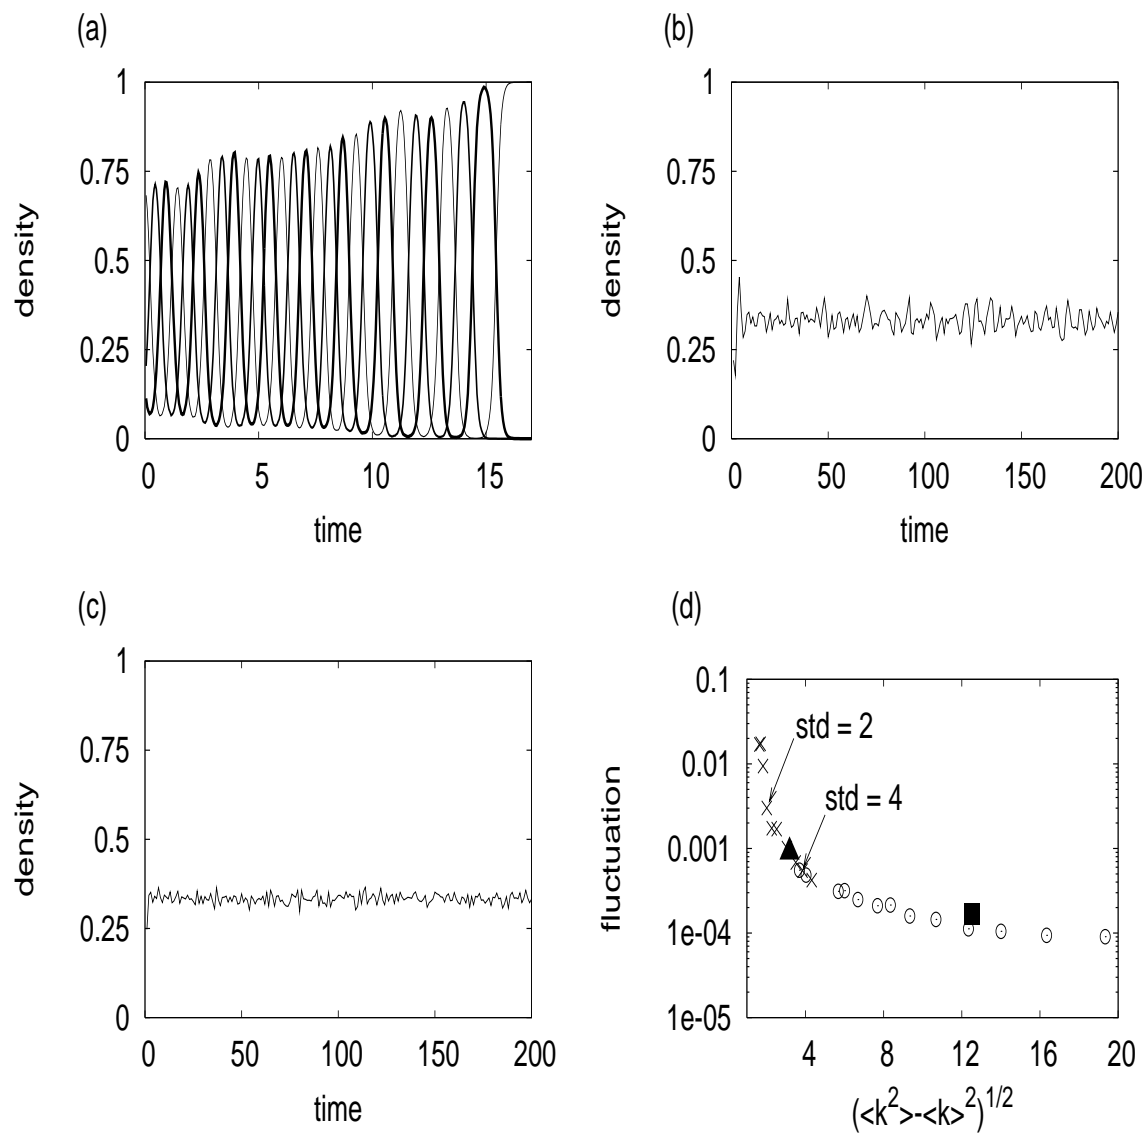 (a)
1
0.75
0.5
0.25
0
density
0 5 10 15
time
(b)
1
0.75
0.5
0.25
0
density
0 50 100 150 200
time
(c)
1
0.75
0.5
0.25
0
density
0 50 100 150 200
time
(d)
0.1
0.01
0.001
1e-04
1e-05
fluctuation
std = 2
std = 4
4 8 12 16 20
(<k²>-<k>²)^1/2